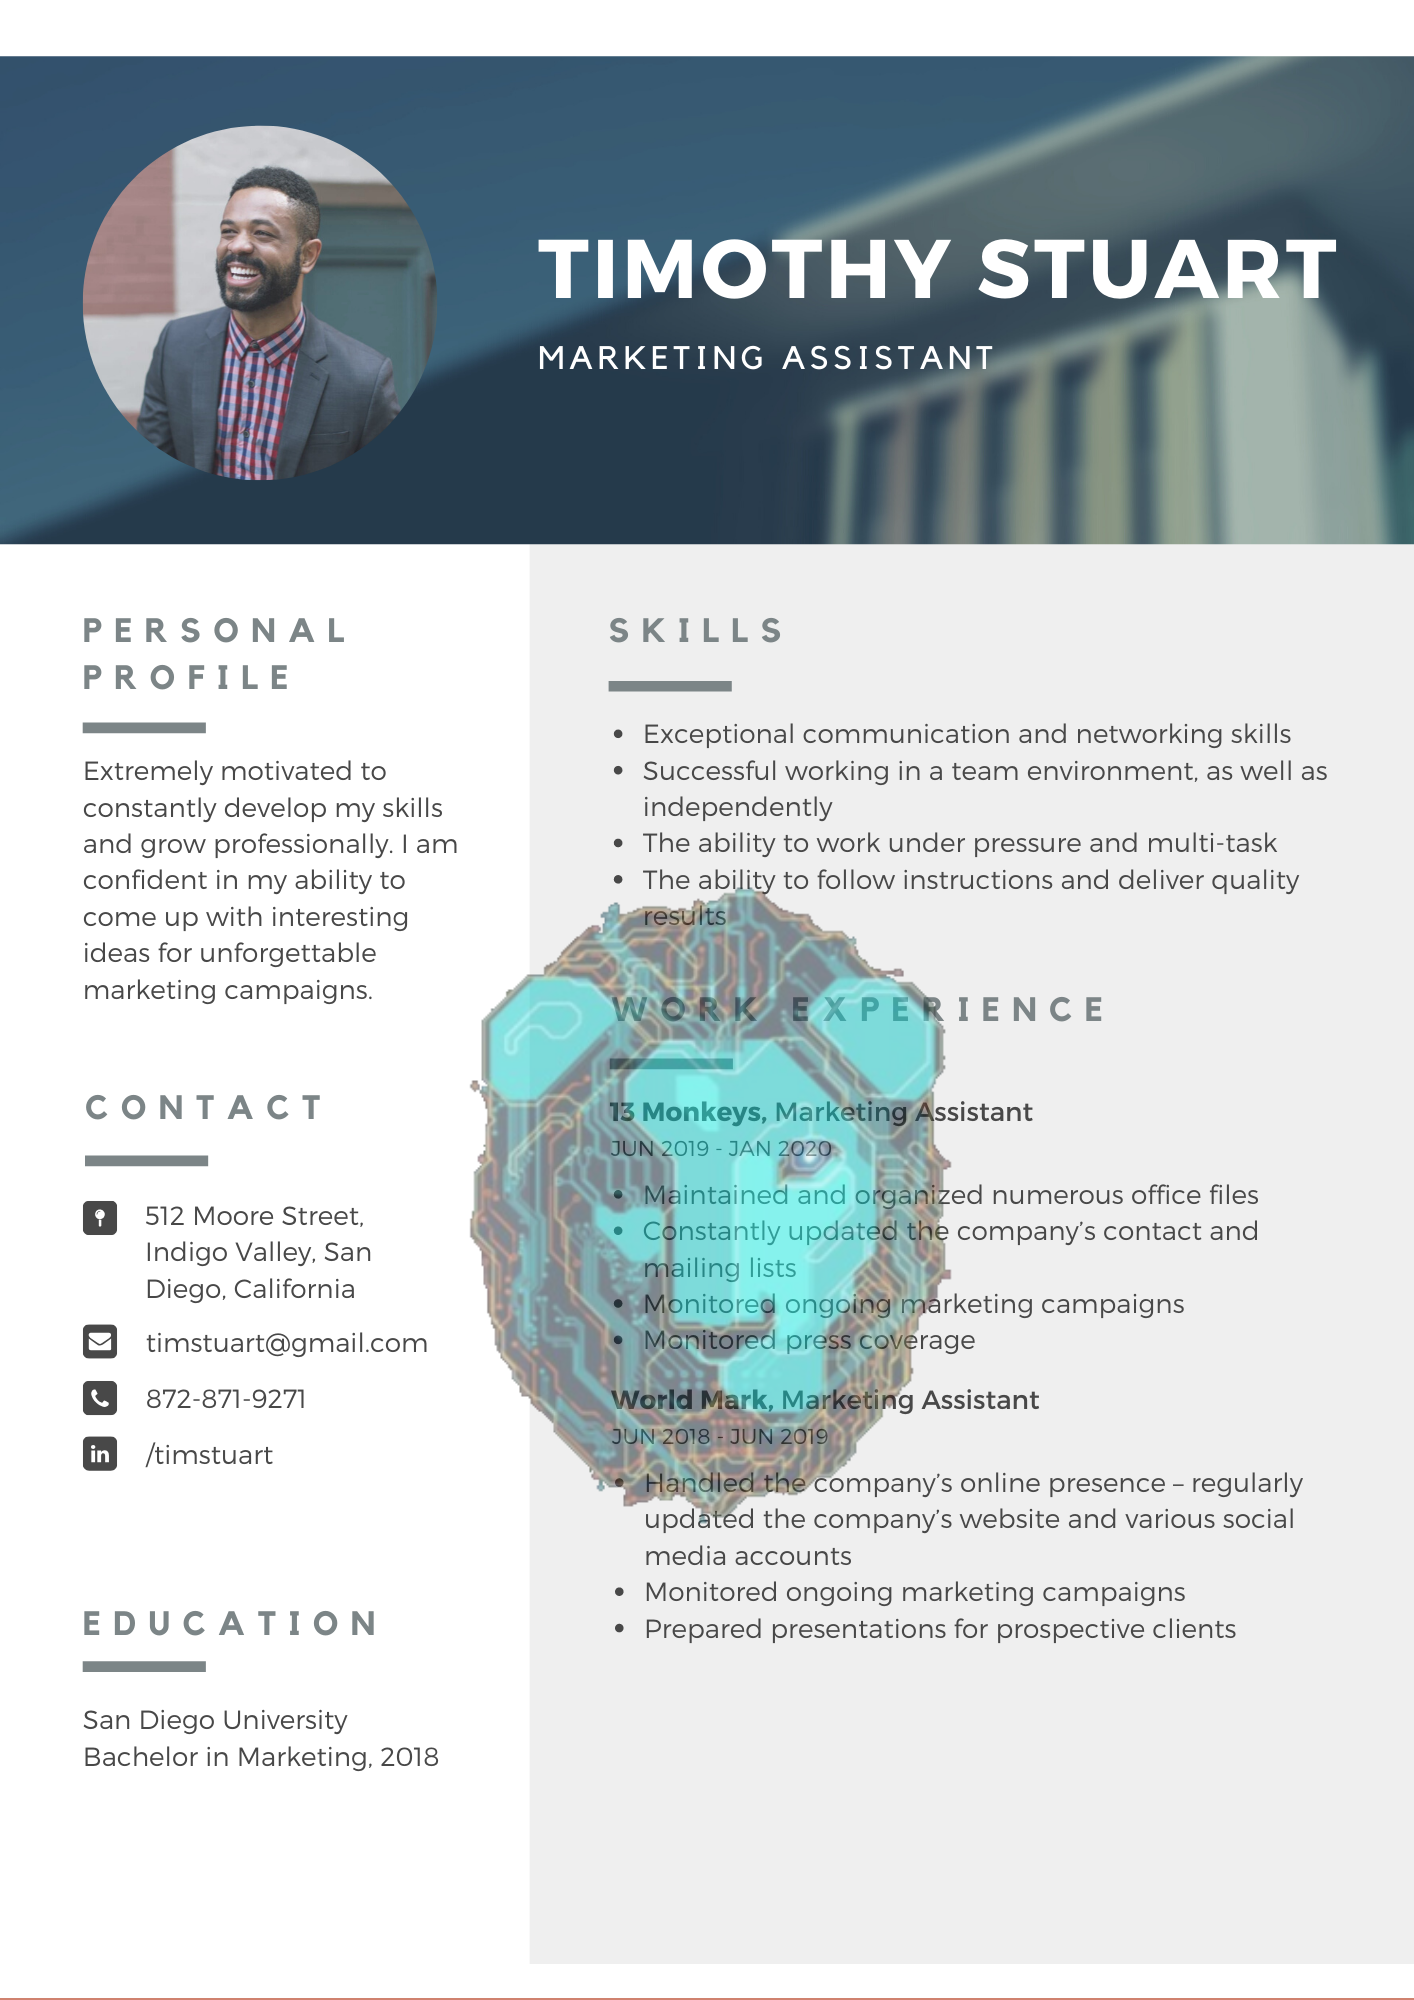 TIMOTHY STUART
MARKETING ASSISTANT
PERSONAL
PROFILE
Extremely motivated to
constantly develop my skills
and grow professionally. I am
confident in my ability to
come up with interesting
ideas for unforgettable
marketing campaigns.
CONTACT
512 Moore Street,
Indigo Valley, San
Diego, California
timstuart@gmail.com
872-871-9271
in /timstuart
EDUCATION
San Diego University
Bachelor in Marketing, 2018
SKILLS
• Exceptional communication and networking skills
• Successful working in a team environment, as well as
independently
• The ability to work under pressure and multi-task
• The ability to follow instructions and deliver quality
results
WORK EXPERIENCE
13 Monkeys, Marketing Assistant
JUN 2019 - JAN 2020
• Maintained and organized numerous office files
• Constantly updated the company’s contact and
mailing lists
• Monitored ongoing marketing campaigns
• Monitored press coverage
World Mark, Marketing Assistant
JUN 2018 - JUN 2019
• Handled the company’s online presence – regularly
updated the company’s website and various social
media accounts
• Monitored ongoing marketing campaigns
• Prepared presentations for prospective clients